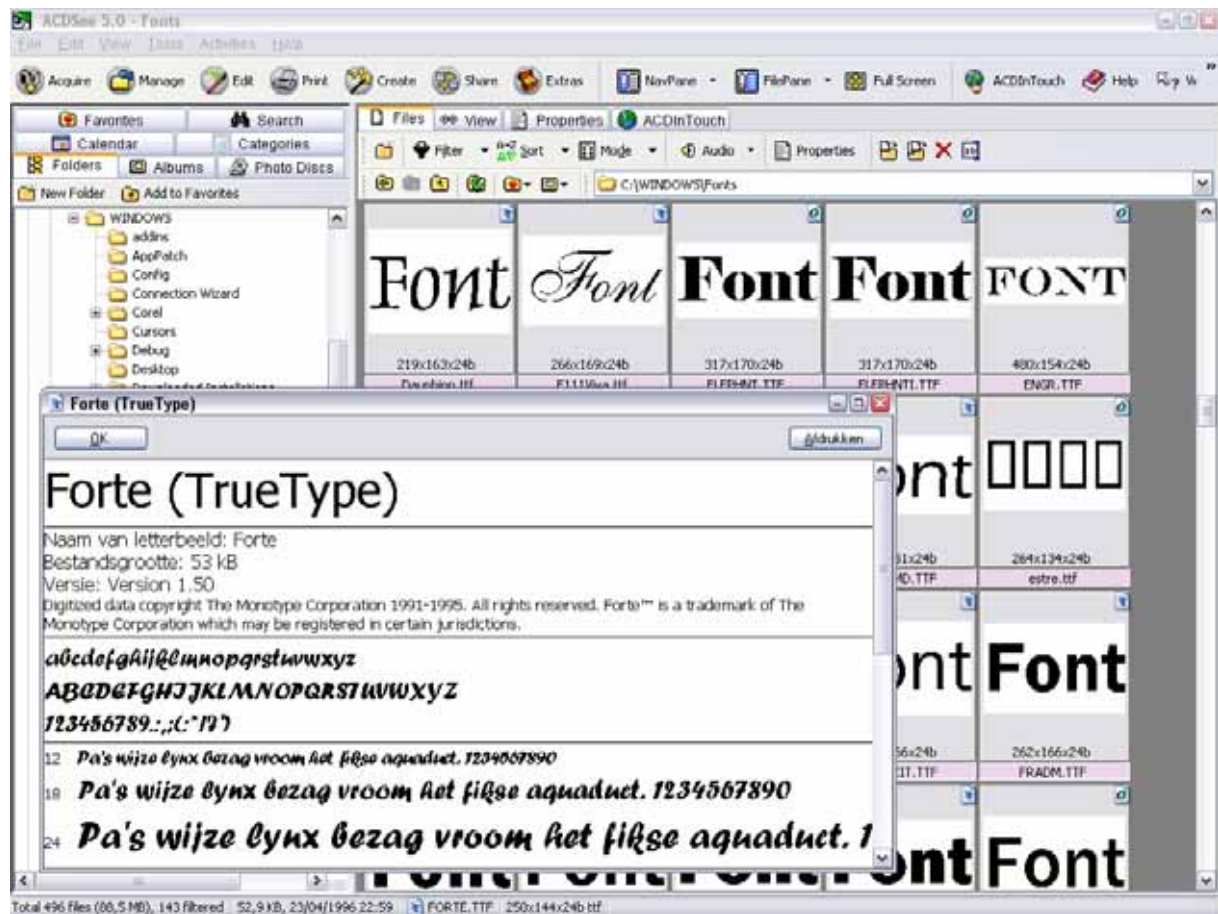 ACDSee 5.0 - Fonts
File Edit View Tools Activities Help
Acquire Manage Edit Print Create Share Extras NavPane FilePane Full Screen ACDInTouch Help
Favorites Search
Calendar Categories
Folders Albums Photo Discs
New Folder Add to Favorites
WINDOWS
addins
AppPatch
Config
Connection Wizard
Corel
Cursors
Debug
Desktop
Downloaded Installations
Files View Properties ACDInTouch
Filter Sort Mode Audio Properties
C:\WINDOWS\Fonts
Font Font Font Font FONT
219x163x24b 266x169x24b 317x170x24b 317x170x24b 480x154x24b
Dauphin.ttf F111Viva.ttf ELEPHNT.TTF ELEPHNTI.TTF ENGR.TTF
264x134x24b
estre.ttf
Font
262x166x24b
FRADM.TTF
Font
Forte (TrueType)
OK Afdrukken
Forte (TrueType)
Naam van letterbeeld: Forte
Bestandsgrootte: 53 kB
Versie: Version 1.50
Digitized data copyright The Monotype Corporation 1991-1995. All rights reserved. Forte™ is a trademark of The
Monotype Corporation which may be registered in certain jurisdictions.
abcdefghijklmnopqrstuvwxyz
ABCDEFGHIJKLMNOPQRSTUVWXYZ
123456789.:,;(:*!?')
12 Pa's wijze lynx bezag vroom het fikse aquaduct. 1234567890
18 Pa's wijze lynx bezag vroom het fikse aquaduct. 1234567890
24 Pa's wijze lynx bezag vroom het fikse aquaduct. 1
Total 496 files (88,5 MB), 143 filtered 52,9 kB, 23/04/1996 22:59 FORTE.TTF 250x144x24b ttf